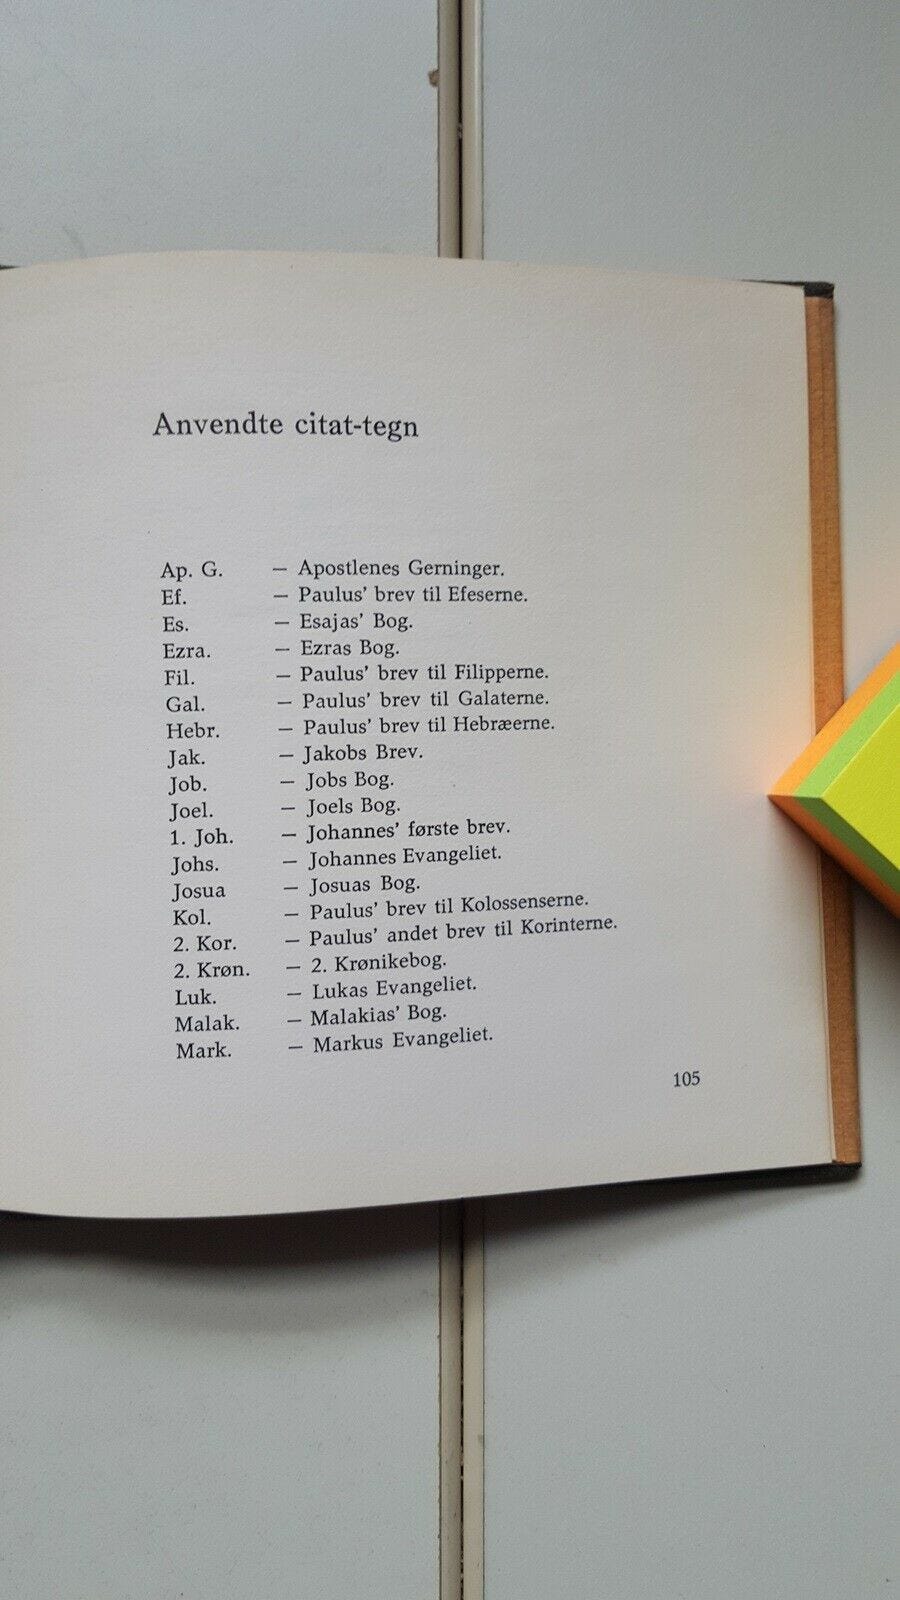 Anvendte citat-tegn
Ap. G. — Apostlenes Gerninger.
Ef. — Paulus’ brev til Efeserne.
Es. — Esajas’ Bog.
Ezra. — Ezras Bog.
Fil. — Paulus’ brev til Filipperne.
Gal. — Paulus’ brev til Galaterne.
Hebr. — Paulus’ brev til Hebræerne.
Jak. — Jakobs Brev.
Job. — Jobs Bog.
Joel. — Joels Bog.
1. Joh. — Johannes’ første brev.
Johs. — Johannes Evangeliet.
Josua — Josuas Bog.
Kol. — Paulus’ brev til Kolossenserne.
2. Kor. — Paulus’ andet brev til Korinterne.
2. Krøn. — 2. Krønikebog.
Luk. — Lukas Evangeliet.
Malak. — Malakias’ Bog.
Mark. — Markus Evangeliet.
105